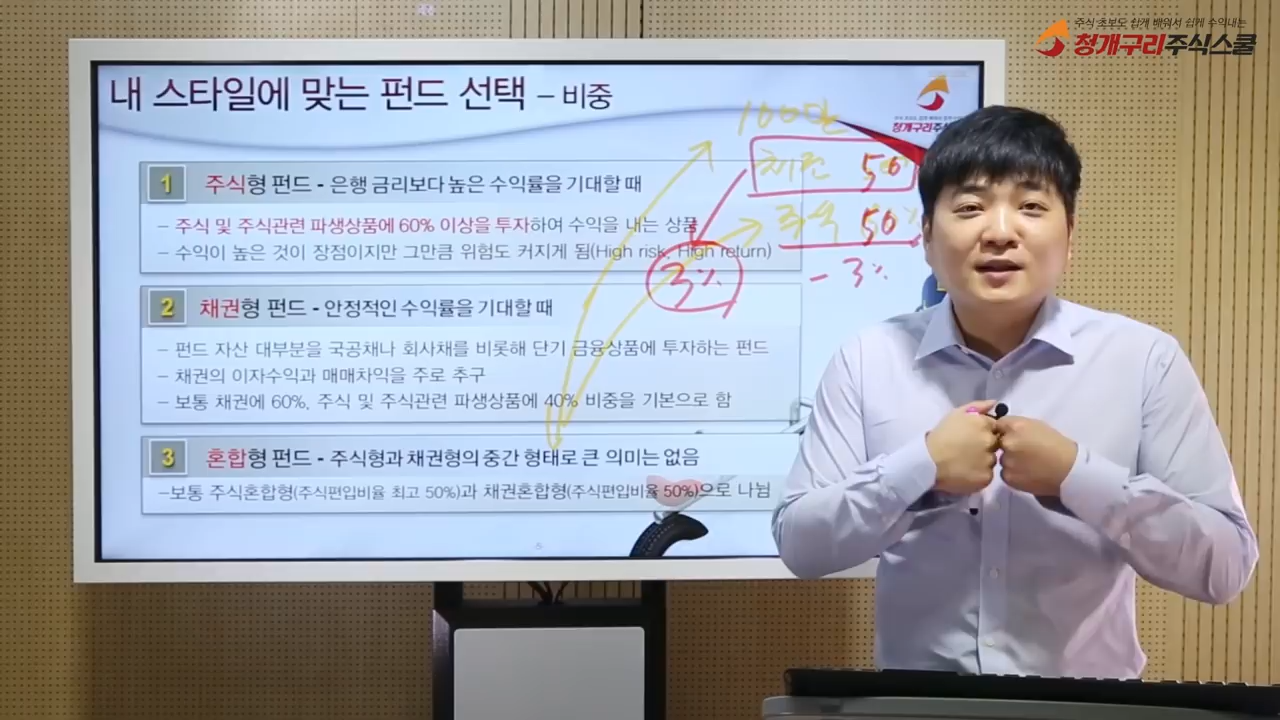 주식 초보도 쉽게 배워서 쉽게 수익내는
청개구리주식스쿨
내 스타일에 맞는 펀드 선택 – 비중
청개구리주식
100만
채권 50
주식 50%
3%
- 3%
1 주식형 펀드 - 은행 금리보다 높은 수익률을 기대할 때
– 주식 및 주식관련 파생상품에 60% 이상을 투자하여 수익을 내는 상품
– 수익이 높은 것이 장점이지만 그만큼 위험도 커지게 됨(High risk, High return)
2 채권형 펀드 - 안정적인 수익률을 기대할 때
– 펀드 자산 대부분을 국공채나 회사채를 비롯해 단기 금융상품에 투자하는 펀드
– 채권의 이자수익과 매매차익을 주로 추구
– 보통 채권에 60%, 주식 및 주식관련 파생상품에 40% 비중을 기본으로 함
3 혼합형 펀드 - 주식형과 채권형의 중간 형태로 큰 의미는 없음
–보통 주식혼합형(주식편입비율 최고 50%)과 채권혼합형(주식편입비율 50%)으로 나뉨